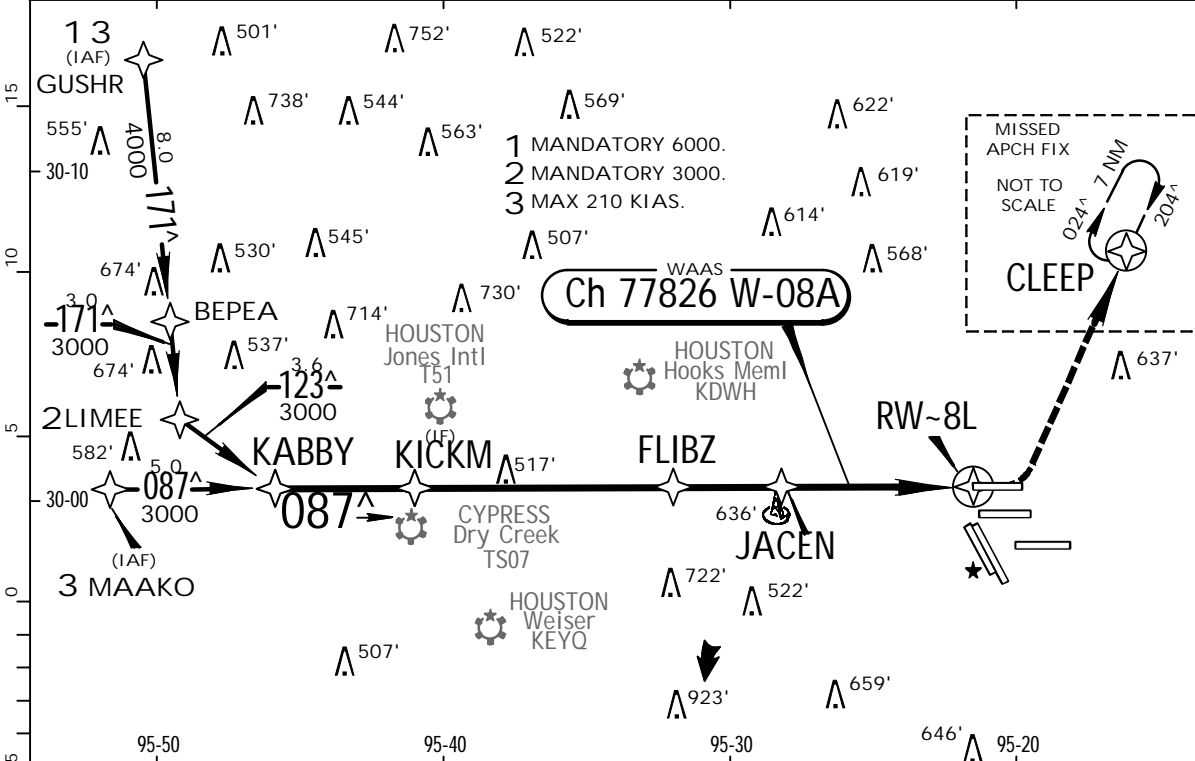 1 3
(IAF)
GUSHR
501'
752'
522'
738'
544'
569'
622'
555'
563'
8.0
4000
171^
1 MANDATORY 6000.
2 MANDATORY 3000.
3 MAX 210 KIAS.
MISSED
APCH FIX
NOT TO
SCALE
7 NM
024^
204^
CLEEP
15
30-10
619'
614'
530'
545'
507'
568'
10
674'
WAAS
Ch 77826 W-08A
730'
BEPEA
3.0
171^
3000
714'
HOUSTON
Jones Intl
T51
HOUSTON
Hooks Meml
KDWH
637'
674'
537'
3.6
123^
3000
2 LIMEE
RW~8L
5
582'
KABBY
(IF)
KICKM
517'
FLIBZ
5.0
087^
3000
30-00
087^
CYPRESS
Dry Creek
TS07
636'
JACEN
(IAF)
3 MAAKO
722'
522'
0
HOUSTON
Weiser
KEYQ
507'
923'
659'
646'
5
95-50
95-40
95-30
95-20